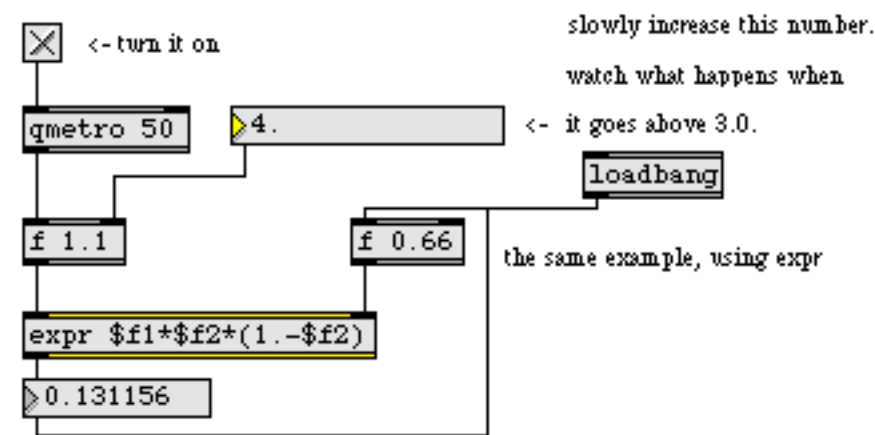 slowly increase this number.
<- turn it on
watch what happens when
qmetro 50
4.
<- it goes above 3.0.
loadbang
f 1.1
f 0.66
the same example, using expr
expr $f1*$f2*(1.-$f2)
0.131156